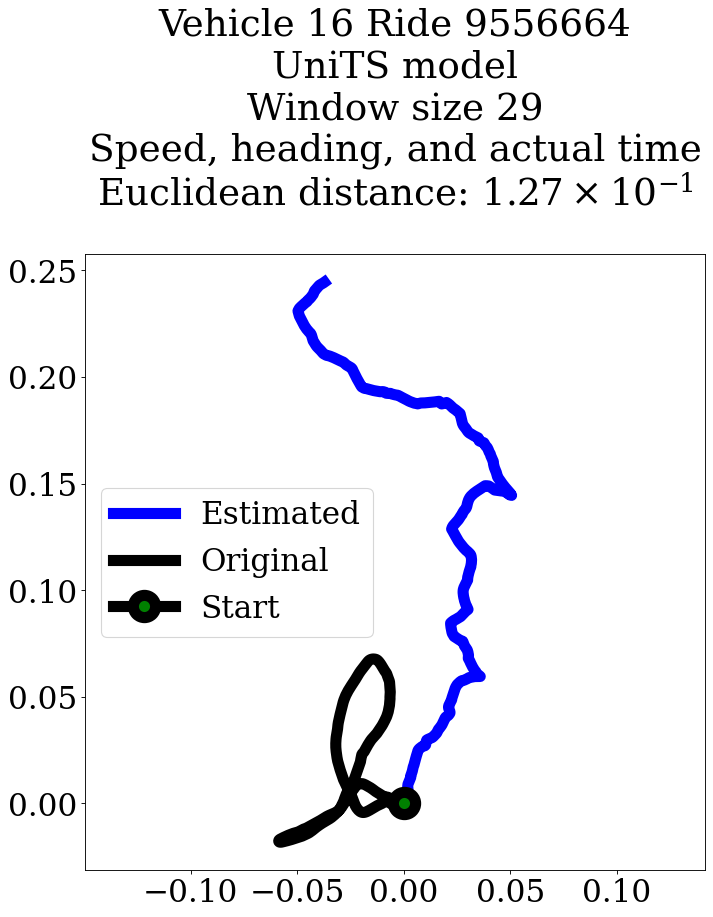 Vehicle 16 Ride 9556664
UniTS model
Window size 29
Speed, heading, and actual time
Euclidean distance: 1.27 × 10⁻¹
0.25
0.20
0.15
0.10
0.05
0.00
Estimated
Original
Start
−0.10 −0.05 0.00 0.05 0.10